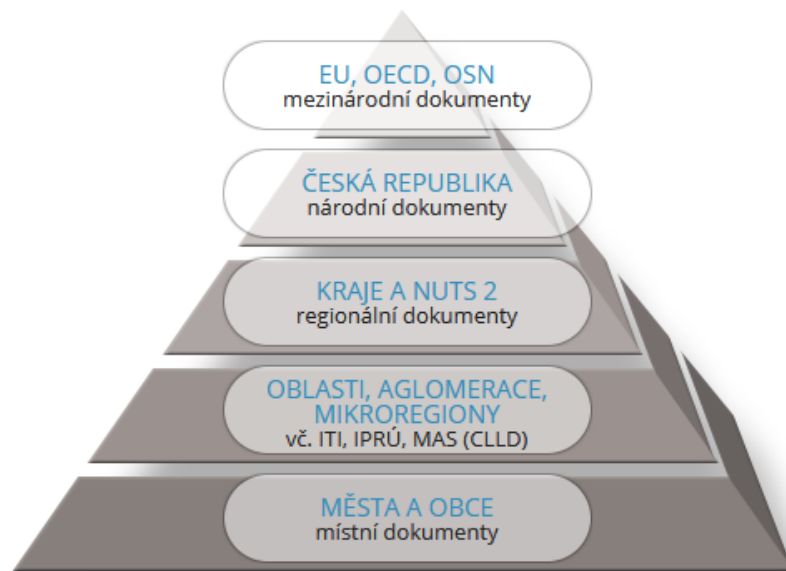 EU, OECD, OSN
mezinárodní dokumenty
ČESKÁ REPUBLIKA
národní dokumenty
KRAJE A NUTS 2
regionální dokumenty
OBLASTI, AGLOMERACE,
MIKROREGIONY
vč. ITI, IPRÚ, MAS (CLLD)
MĚSTA A OBCE
místní dokumenty